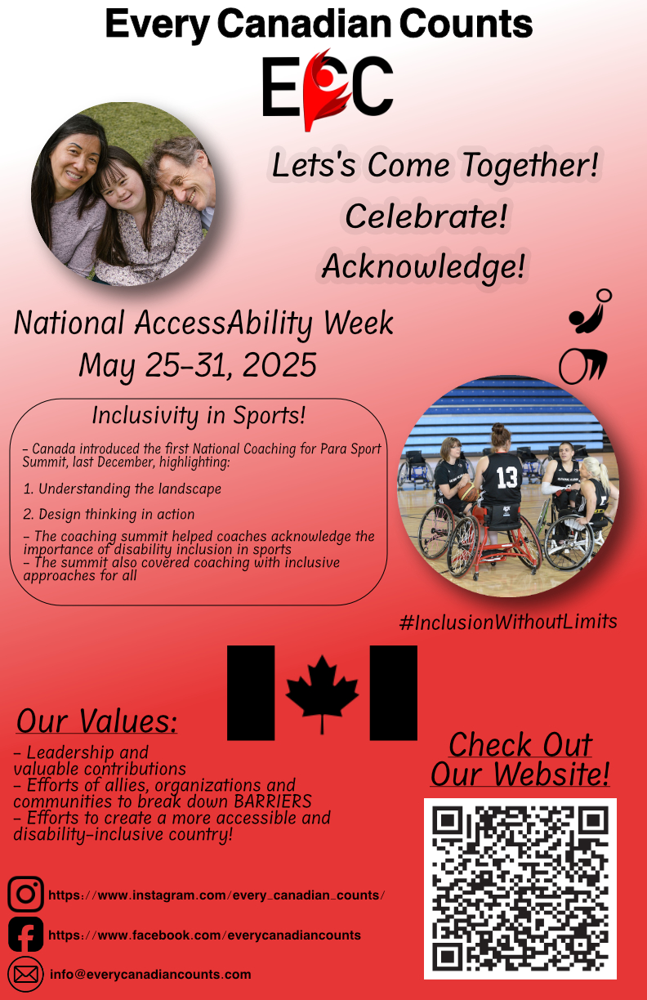 Every Canadian Counts
ECC
Lets's Come Together!
Celebrate!
Acknowledge!
National AccessAbility Week
May 25-31, 2025
Inclusivity in Sports!
- Canada introduced the first National Coaching for Para Sport
Summit, last December, highlighting:
1. Understanding the landscape
2. Design thinking in action
- The coaching summit helped coaches acknowledge the
importance of disability inclusion in sports
- The summit also covered coaching with inclusive
approaches for all
13
#InclusionWithoutLimits
Our Values:
- Leadership and
valuable contributions
- Efforts of allies, organizations and
communities to break down BARRIERS
- Efforts to create a more accessible and
disability-inclusive country!
Check Out
Our Website!
https://www.instagram.com/every_canadian_counts/
https://www.facebook.com/everycanadiancounts
info@everycanadiancounts.com